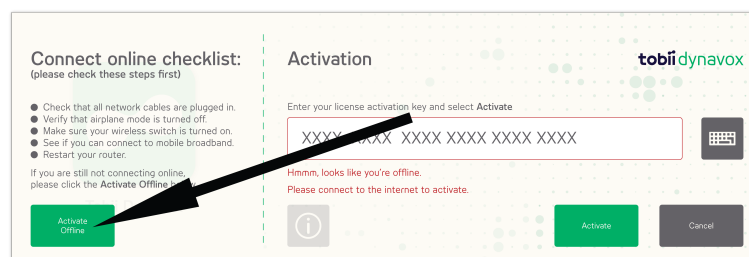 Connect online checklist:
(please check these steps first)
Check that all network cables are plugged in.
Verify that airplane mode is turned off.
Make sure your wireless switch is turned on.
See if you can connect to mobile broadband.
Restart your router.
If you are still not connecting online,
please click the Activate Offline
Activate
Offline
Activation
tobii dynavox
Enter your license activation key and select Activate
XXXX XXXX XXXX XXXX XXXX XXXX
Hmmm, looks like you're offline.
Please connect to the internet to activate.
Activate
Cancel